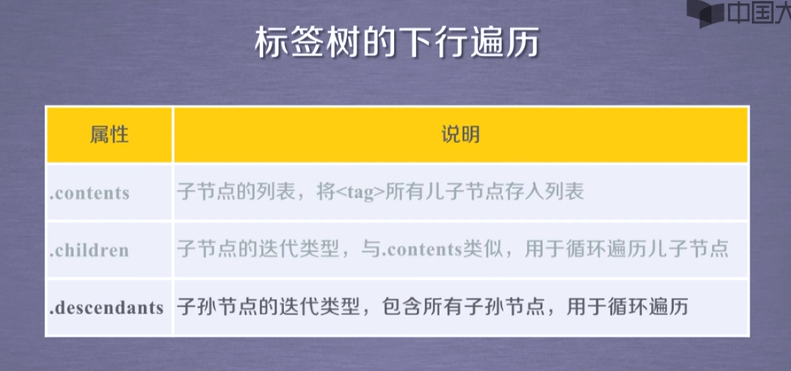 中国大
标签树的下行遍历
属性 说明
.contents 子节点的列表，将<tag>所有儿子节点存入列表
.children 子节点的迭代类型，与.contents类似，用于循环遍历儿子节点
.descendants 子孙节点的迭代类型，包含所有子孙节点，用于循环遍历